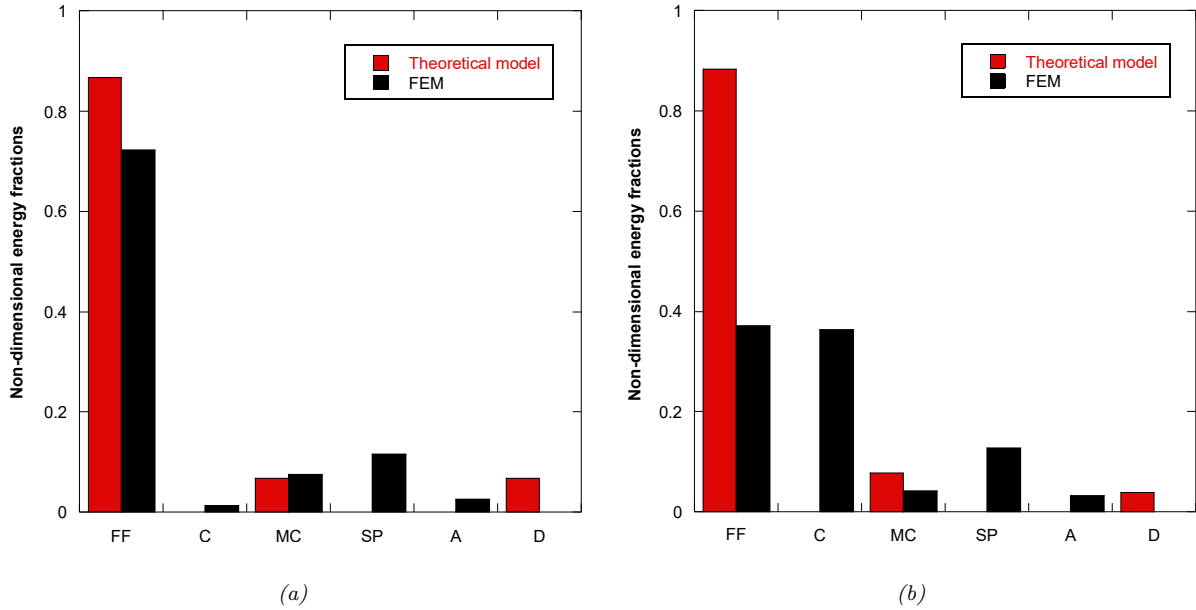 Non-dimensional energy fractions
1
0.8
0.6
0.4
0.2
0
Theoretical model
FEM
FF C MC SP A D
(a)
Non-dimensional energy fractions
1
0.8
0.6
0.4
0.2
0
Theoretical model
FEM
FF C MC SP A D
(b)